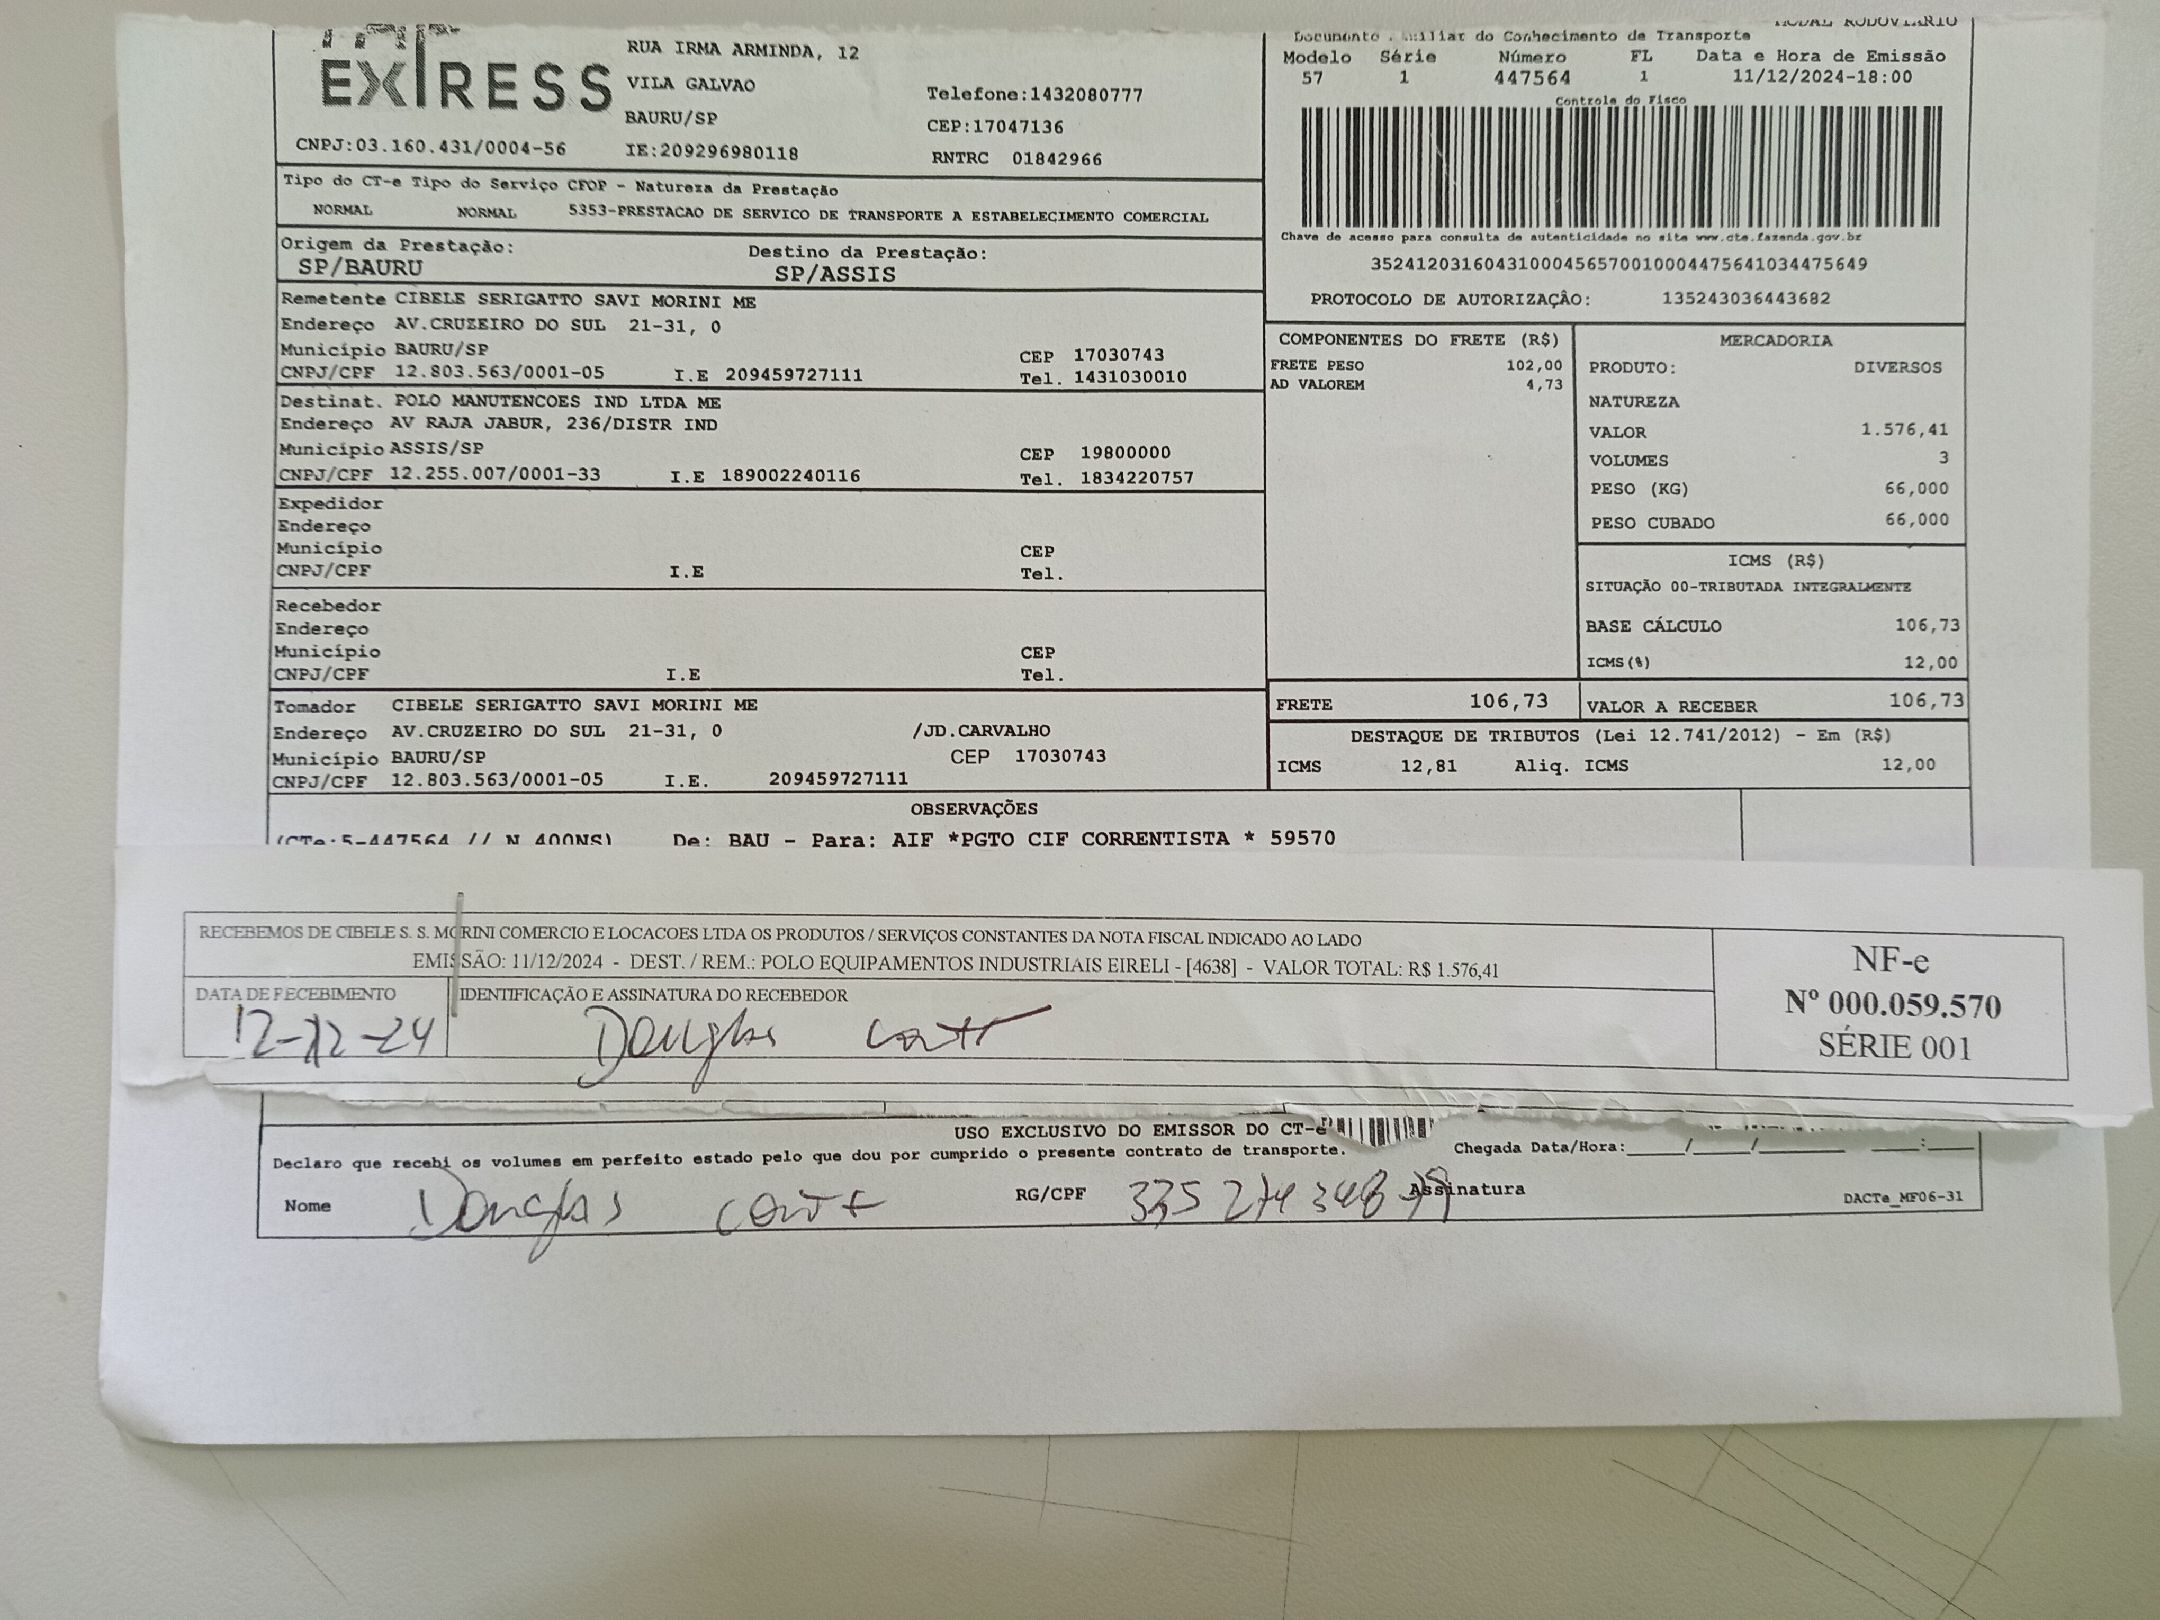 EXPRESS
RUA IRMA ARMINDA, 12
VILA GALVAO
BAURU/SP
Telefone:1432080777
CEP:17047136
CNPJ:03.160.431/0004-56
IE:209296980118
RNTRC 01842966
MODAL RODOVIARIO
Documento Auxiliar do Conhecimento de Transporte
Modelo Série Número FL Data e Hora de Emissão
57 1 447564 1 11/12/2024-18:00
Controle do Fisco
Chave de acesso para consulta de autenticidade no site www.cte.fazenda.gov.br
35241203160431000456570010004475641034475649
PROTOCOLO DE AUTORIZAÇÃO: 135243036443682
Tipo do CT-e Tipo do Serviço CFOP - Natureza da Prestação
NORMAL NORMAL 5353-PRESTACAO DE SERVICO DE TRANSPORTE A ESTABELECIMENTO COMERCIAL
Origem da Prestação: Destino da Prestação:
SP/BAURU SP/ASSIS
Remetente CIBELE SERIGATTO SAVI MORINI ME
Endereço AV.CRUZEIRO DO SUL 21-31, 0
Município BAURU/SP CEP 17030743
CNPJ/CPF 12.803.563/0001-05 I.E 209459727111 Tel. 1431030010
Destinat. POLO MANUTENCOES IND LTDA ME
Endereço AV RAJA JABUR, 236/DISTR IND
Município ASSIS/SP CEP 19800000
CNPJ/CPF 12.255.007/0001-33 I.E 189002240116 Tel. 1834220757
Expedidor
Endereço
Município CEP
CNPJ/CPF I.E Tel.
Recebedor
Endereço
Município CEP
CNPJ/CPF I.E Tel.
Tomador CIBELE SERIGATTO SAVI MORINI ME
Endereço AV.CRUZEIRO DO SUL 21-31, 0 /JD.CARVALHO
Município BAURU/SP CEP 17030743
CNPJ/CPF 12.803.563/0001-05 I.E. 209459727111
COMPONENTES DO FRETE (R$)
FRETE PESO 102,00
AD VALOREM 4,73
MERCADORIA
PRODUTO: DIVERSOS
NATUREZA
VALOR 1.576,41
VOLUMES 3
PESO (KG) 66,000
PESO CUBADO 66,000
ICMS (R$)
SITUAÇÃO 00-TRIBUTADA INTEGRALMENTE
BASE CÁLCULO 106,73
ICMS(%) 12,00
FRETE 106,73 VALOR A RECEBER 106,73
DESTAQUE DE TRIBUTOS (Lei 12.741/2012) - Em (R$)
ICMS 12,81 Aliq. ICMS 12,00
OBSERVAÇÕES
(CTe:5-447564 // N 400NS) De: BAU - Para: AIF *PGTO CIF CORRENTISTA * 59570
RECEBEMOS DE CIBELE S. S. MORINI COMERCIO E LOCACOES LTDA OS PRODUTOS / SERVIÇOS CONSTANTES DA NOTA FISCAL INDICADO AO LADO
EMISSÃO: 11/12/2024 - DEST. / REM.: POLO EQUIPAMENTOS INDUSTRIAIS EIRELI - [4638] - VALOR TOTAL: R$ 1.576,41
DATA DE RECEBIMENTO IDENTIFICAÇÃO E ASSINATURA DO RECEBEDOR
12-12-24 Douglas
NF-e
Nº 000.059.570
SÉRIE 001
USO EXCLUSIVO DO EMISSOR DO CT-e
Declaro que recebi os volumes em perfeito estado pelo que dou por cumprido o presente contrato de transporte. Chegada Data/Hora:____/____/______ ____:____
Nome Douglas RG/CPF Assinatura
DACTe_MF06-31